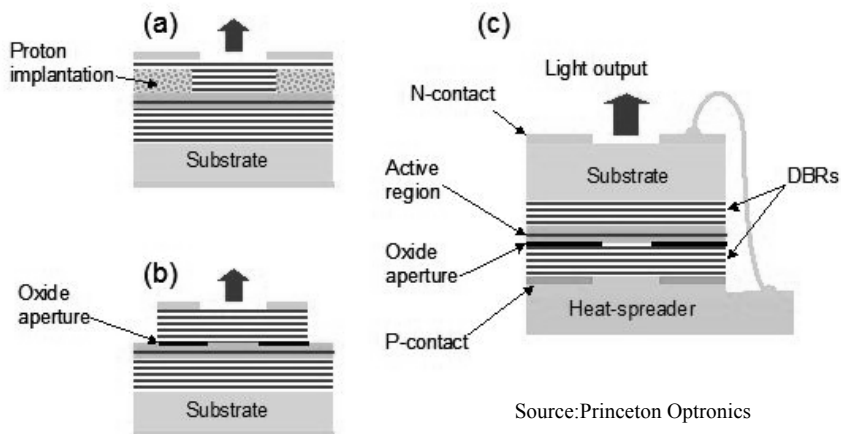 (a)
Proton
implantation
Substrate
(b)
Oxide
aperture
Substrate
(c)
Light output
N-contact
Substrate
DBRs
Active
region
Oxide
aperture
Heat-spreader
P-contact
Source:Princeton Optronics